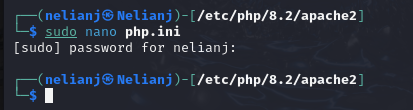 ┌──(nelianj㉿Nelianj)-[/etc/php/8.2/apache2]
└─$ sudo nano php.ini
[sudo] password for nelianj:
┌──(nelianj㉿Nelianj)-[/etc/php/8.2/apache2]
└─$